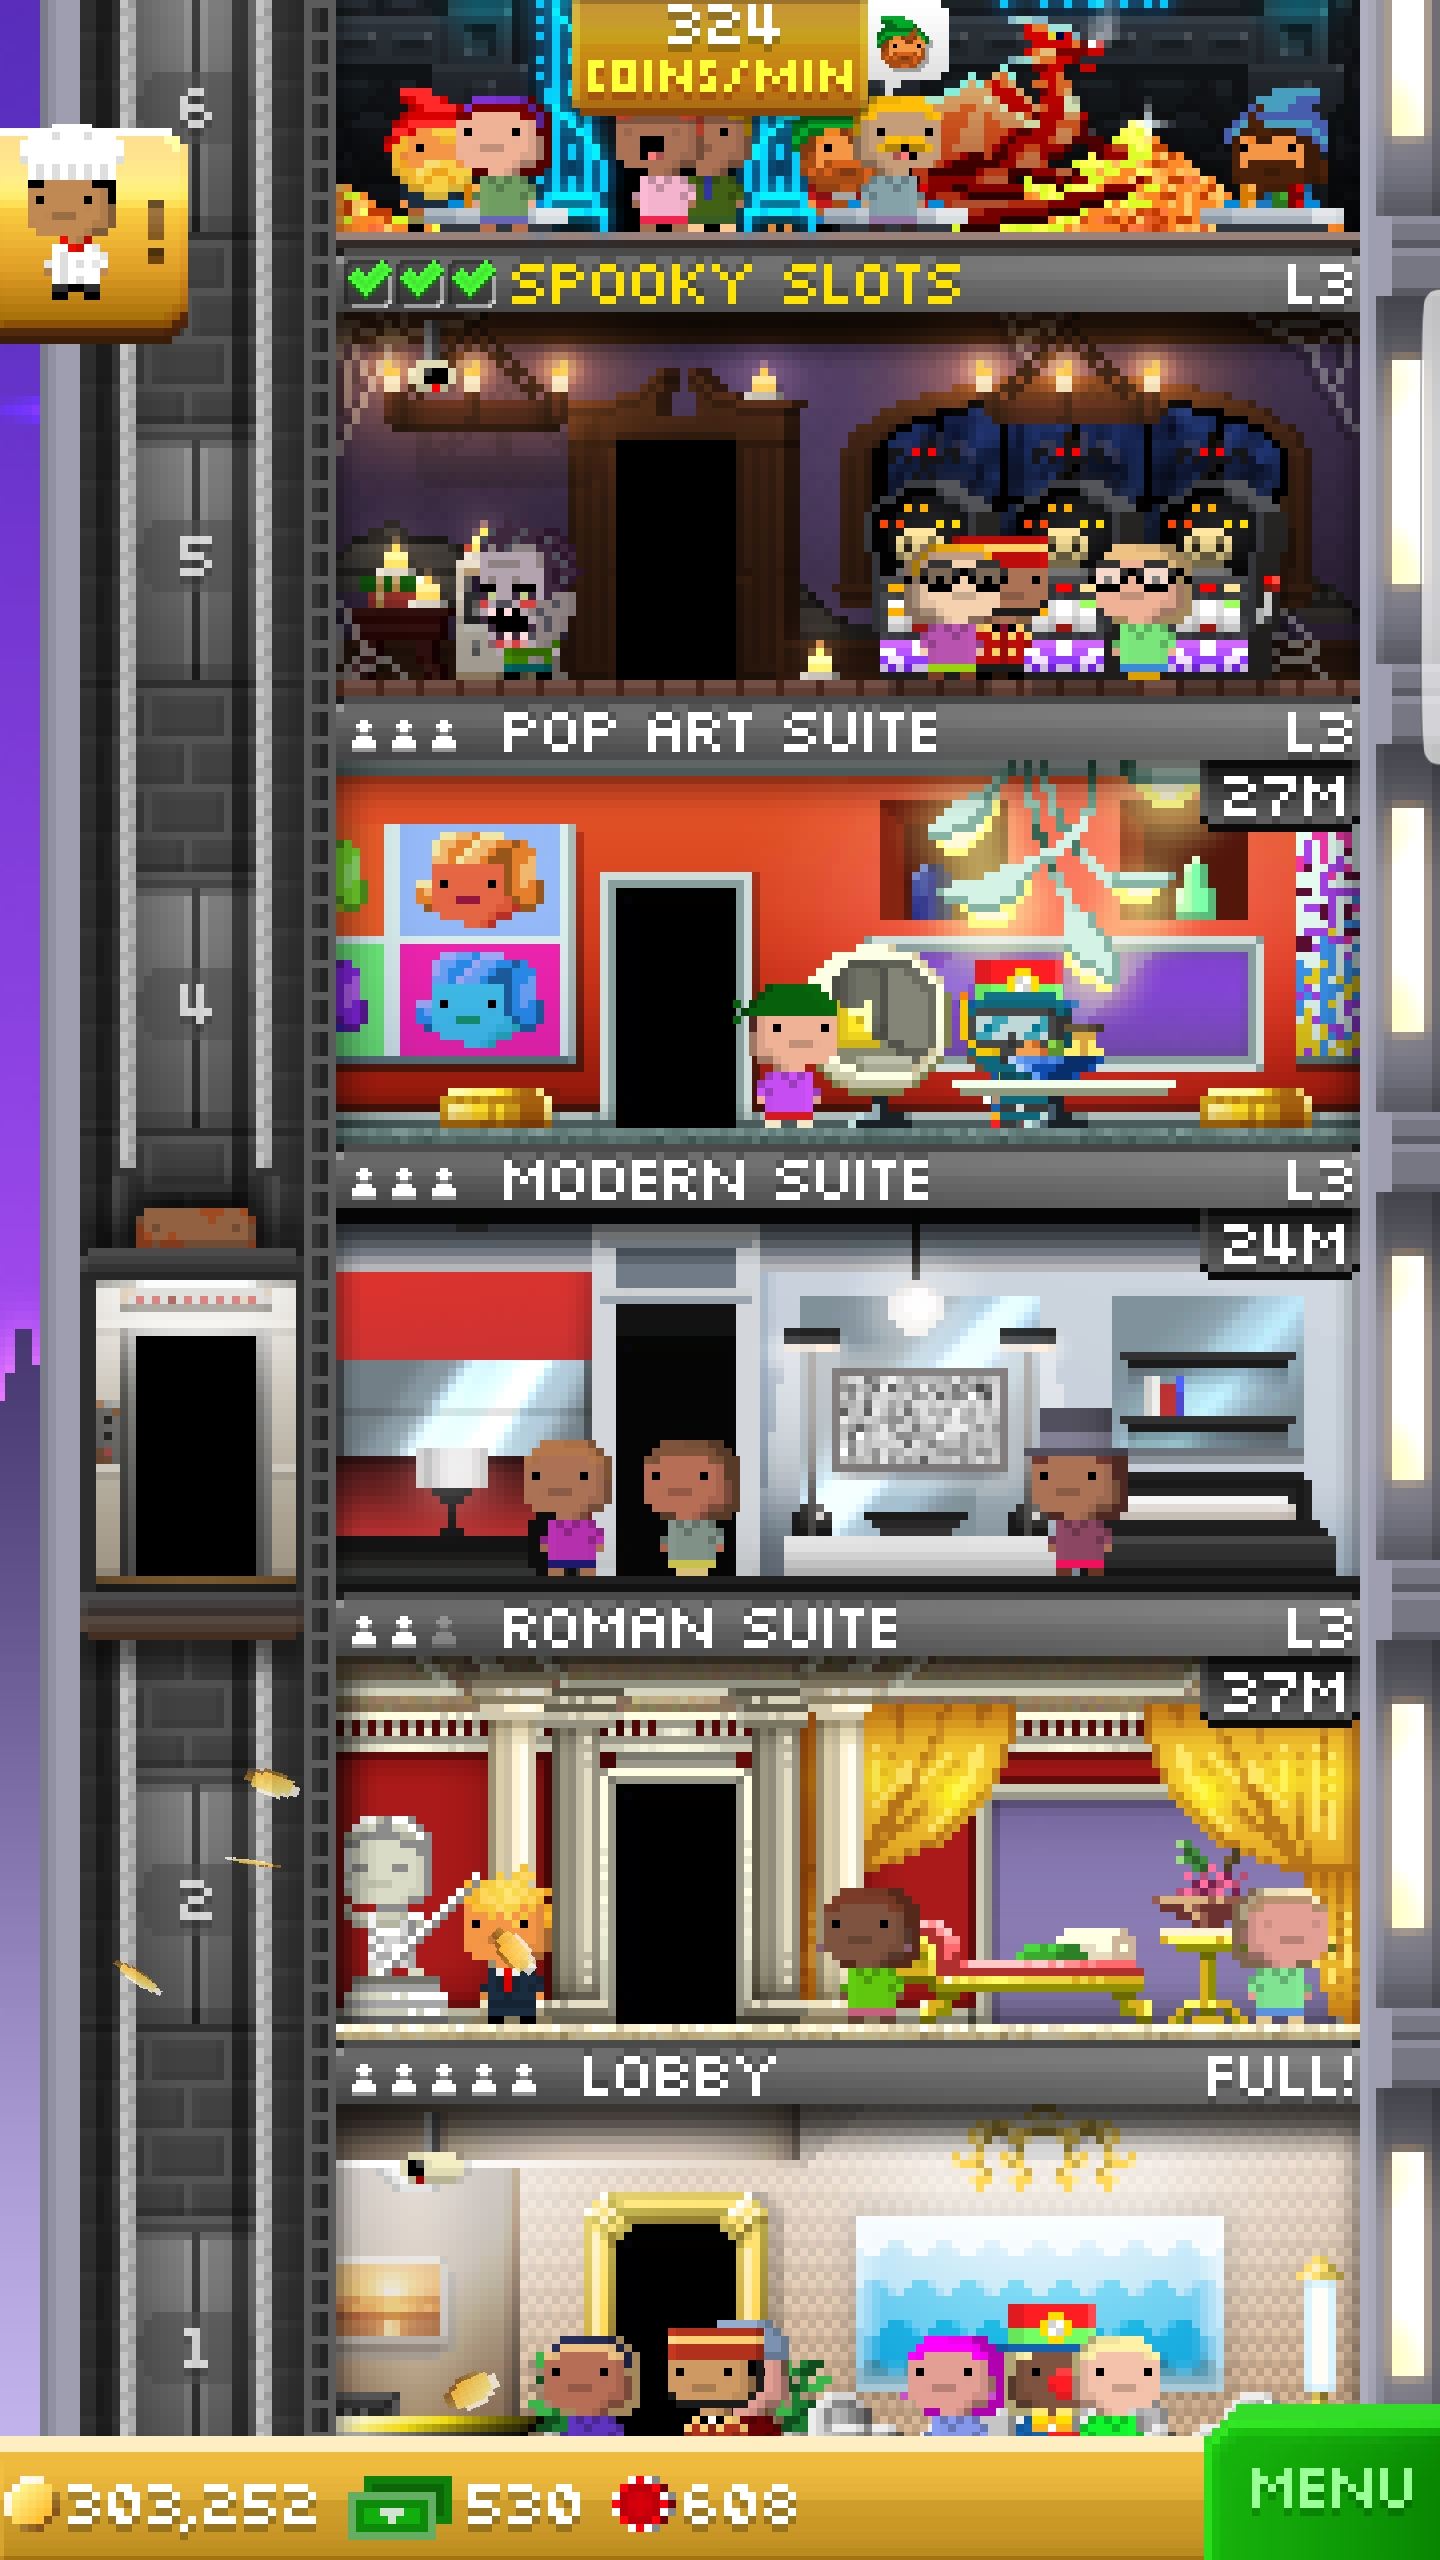 324
COINS/MIN
6
!
SPOOKY SLOTS L3
5
POP ART SUITE L3
27M
4
MODERN SUITE L3
24M
ROMAN SUITE L3
37M
2
LOBBY FULL!
1
303,252 530 608
MENU